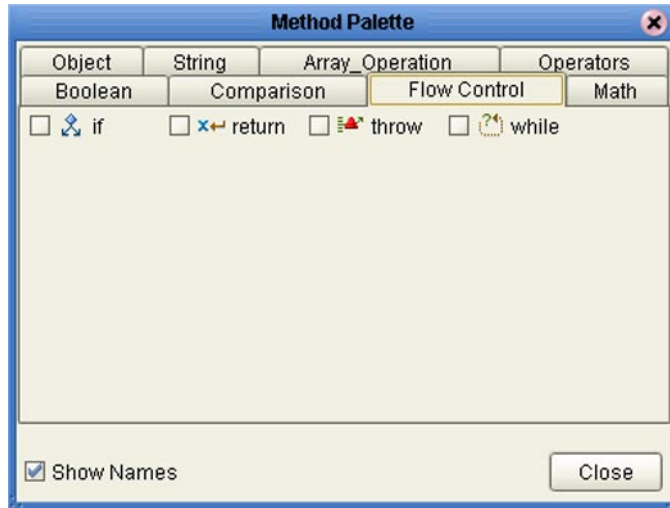 Method Palette
Object String Array_Operation Operators
Boolean Comparison Flow Control Math
if return throw while
Show Names Close